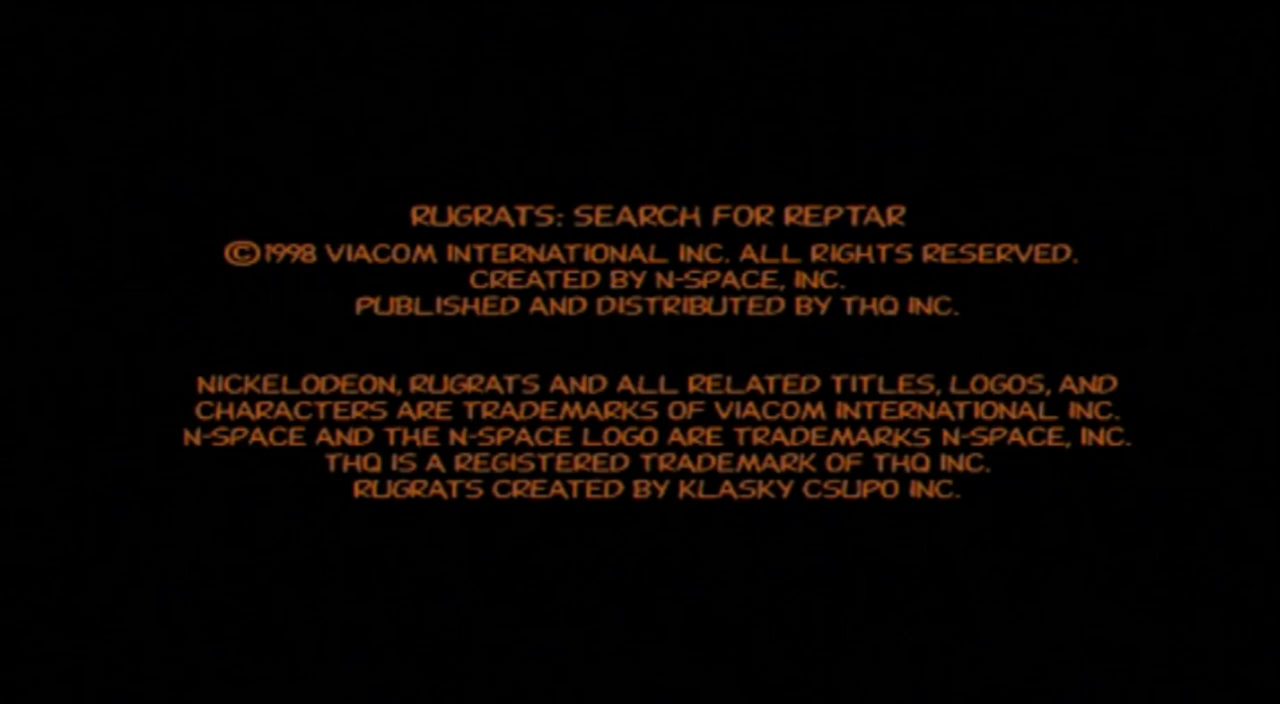 RUGRATS: SEARCH FOR REPTAR
©1998 VIACOM INTERNATIONAL INC. ALL RIGHTS RESERVED.
CREATED BY N-SPACE, INC.
PUBLISHED AND DISTRIBUTED BY THQ INC.
NICKELODEON, RUGRATS AND ALL RELATED TITLES, LOGOS, AND
CHARACTERS ARE TRADEMARKS OF VIACOM INTERNATIONAL INC.
N-SPACE AND THE N-SPACE LOGO ARE TRADEMARKS N-SPACE, INC.
THQ IS A REGISTERED TRADEMARK OF THQ INC.
RUGRATS CREATED BY KLASKY CSUPO INC.